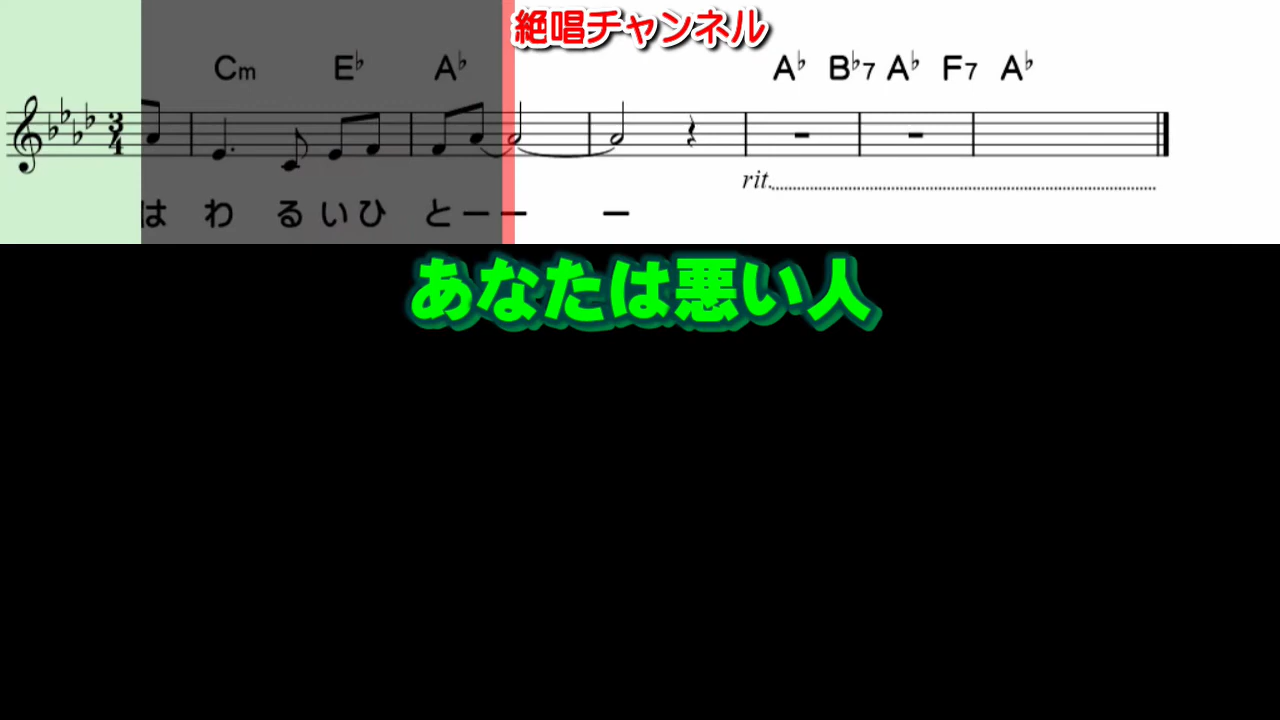 絶唱チャンネル
Cm E♭ A♭ A♭ B♭7 A♭ F7 A♭
3
4
rit.
は わ る い ひ と ー ー ー
あなたは悪い人